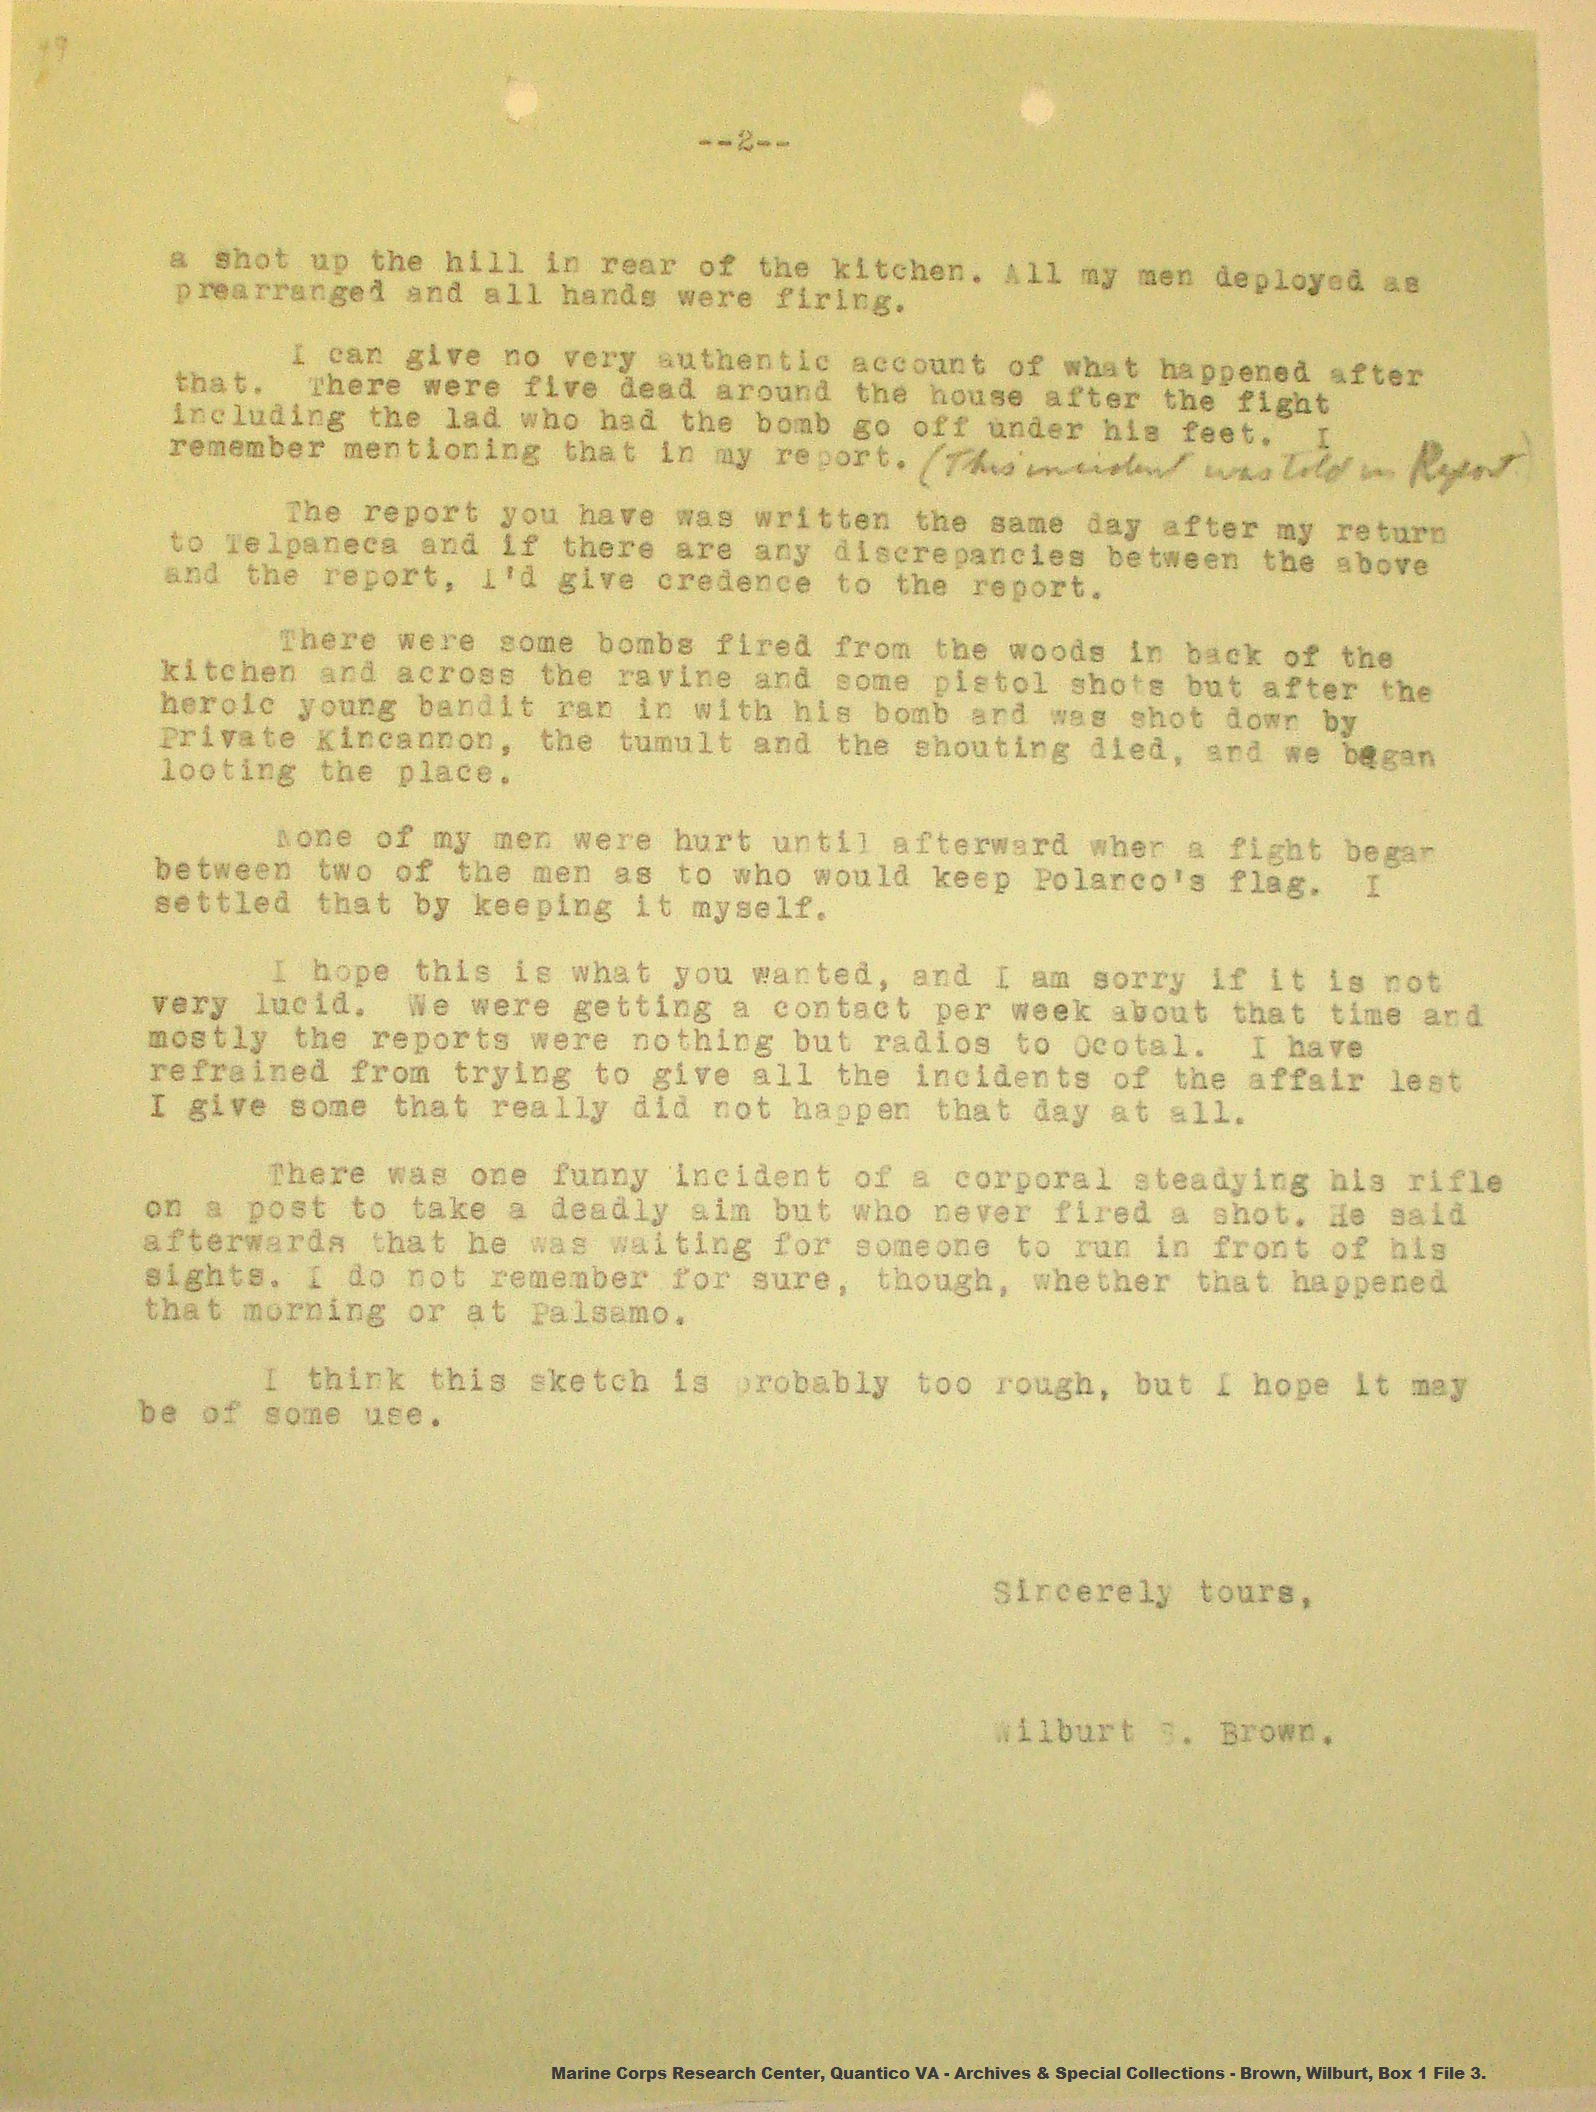 49
--2--
a shot up the hill in rear of the kitchen. All my men deployed as
prearranged and all hands were firing.
I can give no very authentic account of what happened after
that. There were five dead around the house after the fight
including the lad who had the bomb go off under his feet. I
remember mentioning that in my report. (This incident was told in Report)
The report you have was written the same day after my return
to Telpaneca and if there are any discrepancies between the above
and the report, I'd give credence to the report.
There were some bombs fired from the woods in back of the
kitchen and across the ravine and some pistol shots but after the
heroic young bandit ran in with his bomb and was shot down by
Private Kincannon, the tumult and the shouting died, and we began
looting the place.
None of my men were hurt until afterward when a fight began
between two of the men as to who would keep Polanco's flag. I
settled that by keeping it myself.
I hope this is what you wanted, and I am sorry if it is not
very lucid. We were getting a contact per week about that time and
mostly the reports were nothing but radios to Ocotal. I have
refrained from trying to give all the incidents of the affair lest
I give some that really did not happen that day at all.
There was one funny incident of a corporal steadying his rifle
on a post to take a deadly aim but who never fired a shot. He said
afterwards that he was waiting for someone to run in front of his
sights. I do not remember for sure, though, whether that happened
that morning or at Palsamo.
I think this sketch is probably too rough, but I hope it may
be of some use.
Sincerely tours,
Wilburt S. Brown.
Marine Corps Research Center, Quantico VA - Archives & Special Collections - Brown, Wilburt, Box 1 File 3.